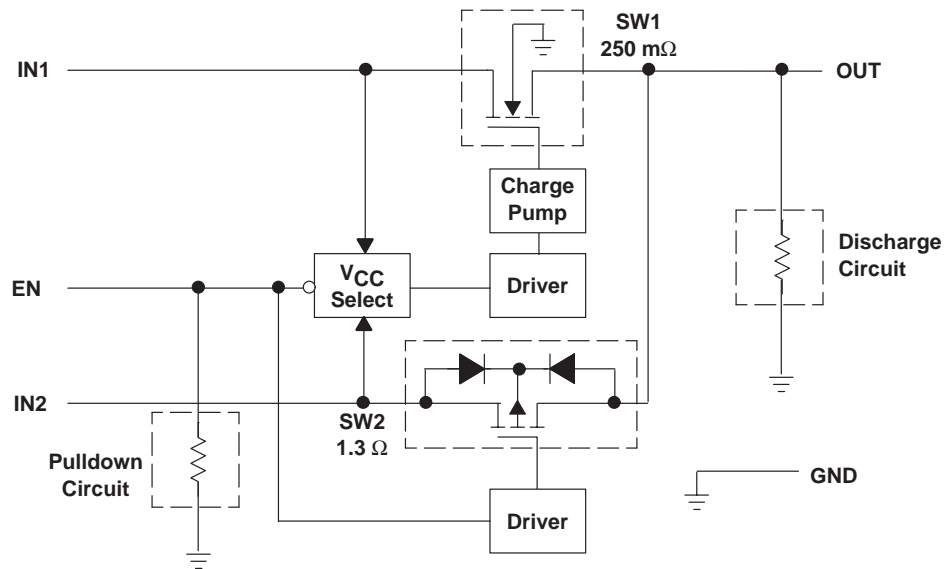 SW1
250 mΩ
IN1
OUT
Charge
Pump
Discharge
Circuit
VCC
Select
Driver
EN
IN2
SW2
1.3 Ω
Pulldown
Circuit
GND
Driver